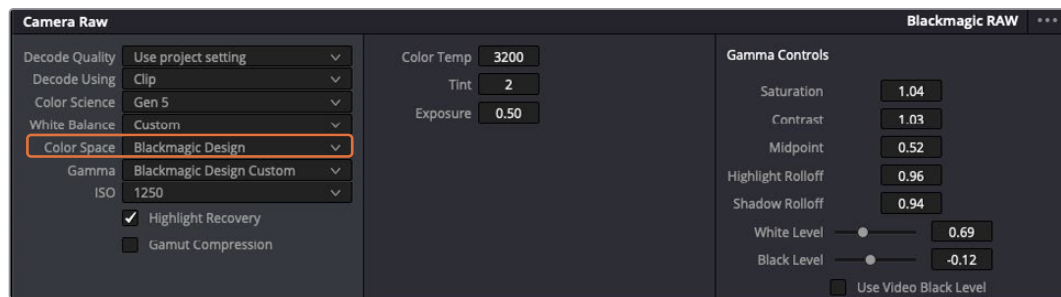 Camera Raw
Blackmagic RAW
Decode Quality Use project setting
Decode Using Clip
Color Science Gen 5
White Balance Custom
Color Space Blackmagic Design
Gamma Blackmagic Design Custom
ISO 1250
Highlight Recovery
Gamut Compression
Color Temp 3200
Tint 2
Exposure 0.50
Gamma Controls
Saturation 1.04
Contrast 1.03
Midpoint 0.52
Highlight Rolloff 0.96
Shadow Rolloff 0.94
White Level 0.69
Black Level -0.12
Use Video Black Level